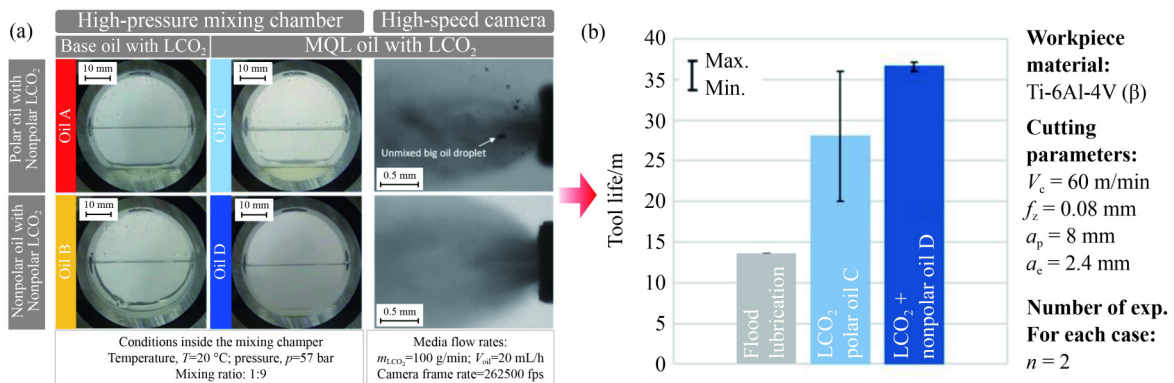 (a)
High-pressure mixing chamber
High-speed camera
Base oil with LCO₂
MQL oil with LCO₂
Polar oil with
Nonpolar LCO₂
Oil A
10 mm
Oil C
10 mm
Unmixed big oil droplet
0.5 mm
Nonpolar oil with
Nonpolar LCO₂
Oil B
10 mm
Oil D
10 mm
0.5 mm
Conditions inside the mixing champer
Temperature, T=20 °C; pressure, p=57 bar
Mixing ratio: 1:9
Media flow rates:
m_LCO₂=100 g/min; V_oil=20 mL/h
Camera frame rate=262500 fps
(b)
Tool life/m
40
35
30
25
20
15
10
5
0
Max.
Min.
Flood
lubrication
LCO₂
polar oil C
LCO₂ +
nonpolar oil D
Workpiece
material:
Ti-6Al-4V (β)
Cutting
parameters:
V_c = 60 m/min
f_z = 0.08 mm
a_p = 8 mm
a_e = 2.4 mm
Number of exp.
For each case:
n = 2